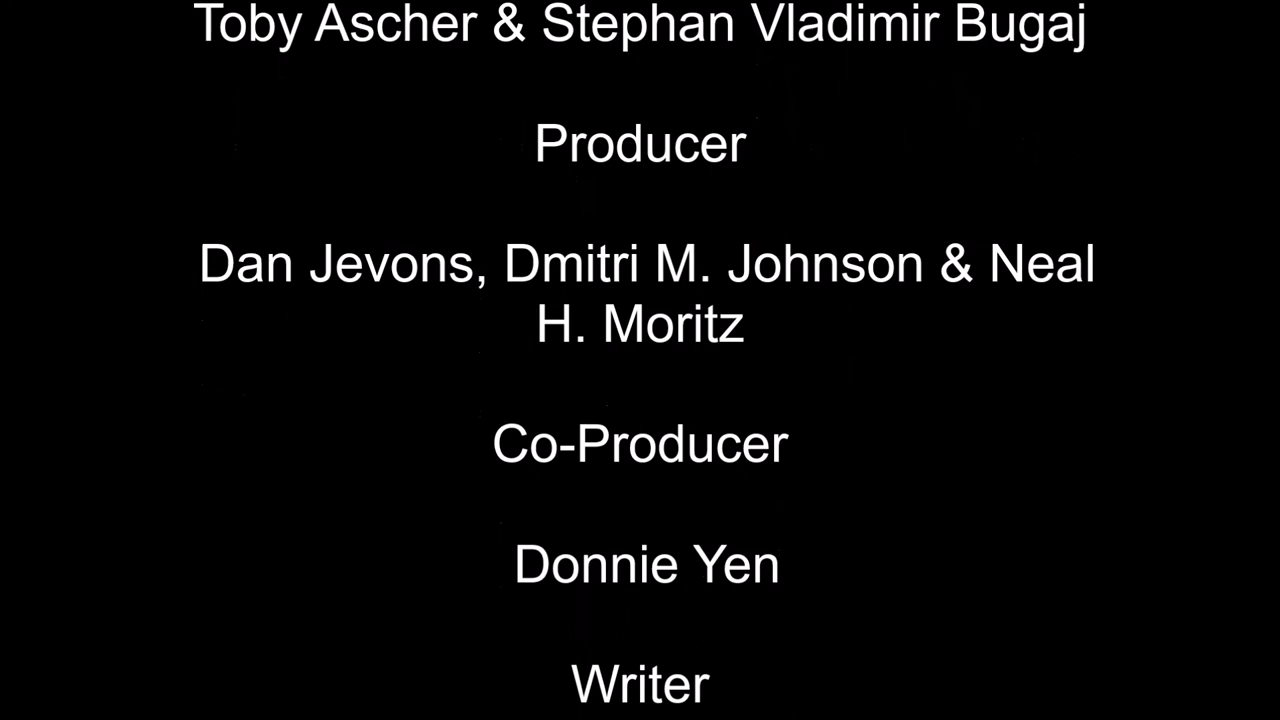 Toby Ascher & Stephan Vladimir Bugaj
Producer
Dan Jevons, Dmitri M. Johnson & Neal
H. Moritz
Co-Producer
Donnie Yen
Writer